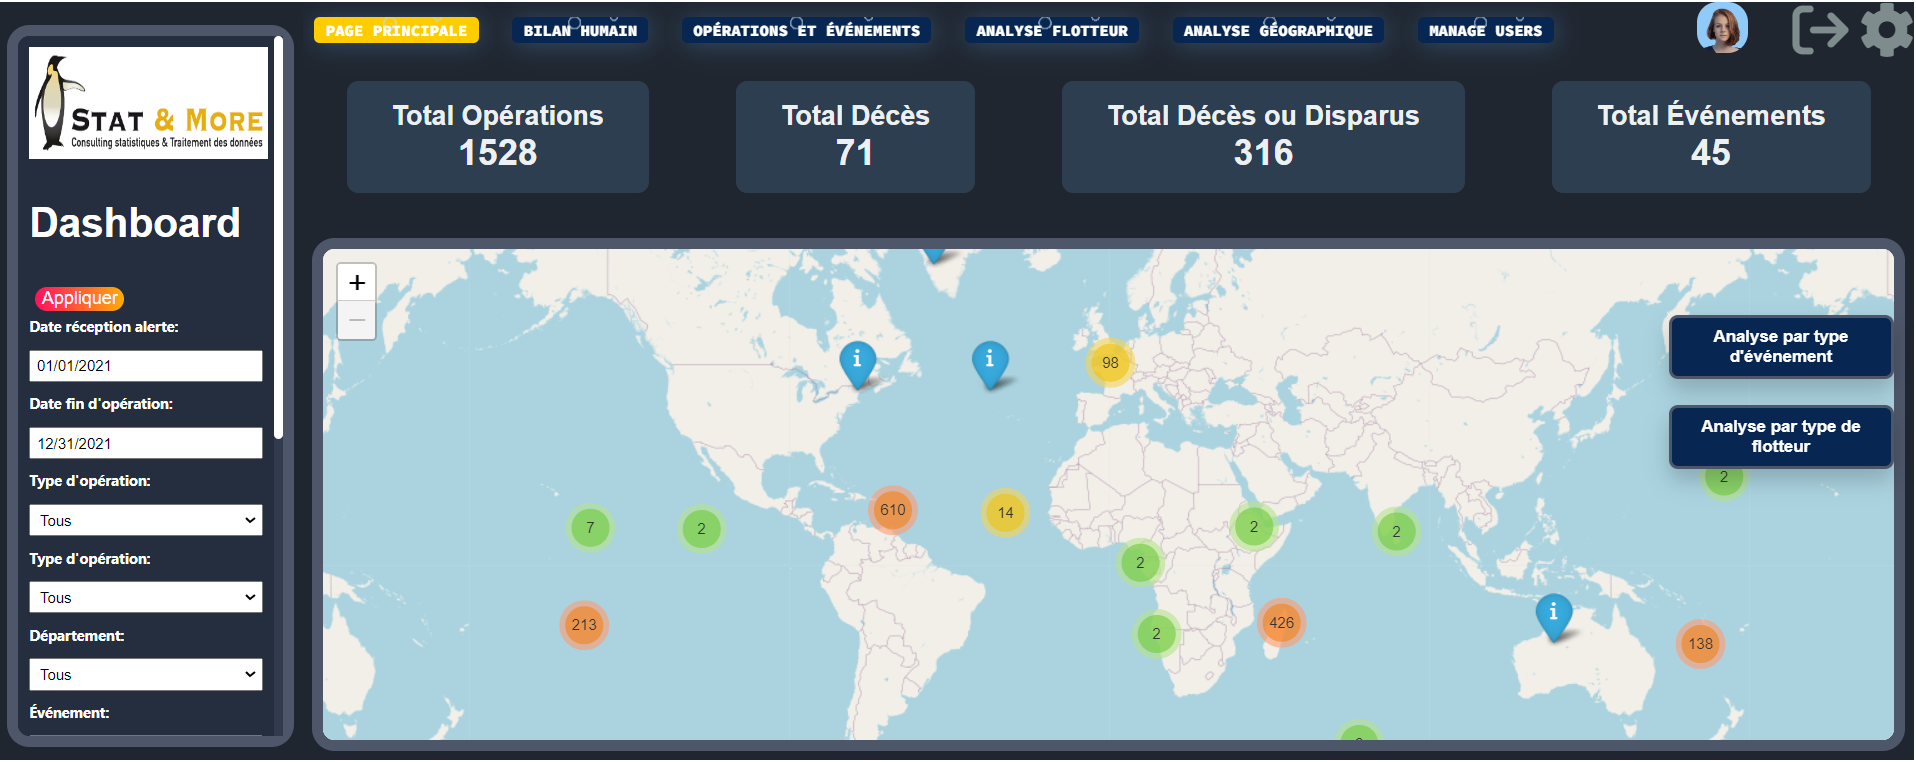 PAGE PRINCIPALE
BILAN HUMAIN
OPÉRATIONS ET ÉVÉNEMENTS
ANALYSE FLOTTEUR
ANALYSE GÉOGRAPHIQUE
MANAGE USERS
STAT & MORE
Consulting statistiques & Traitement des données
Dashboard
Appliquer
Date réception alerte:
01/01/2021
Date fin d'opération:
12/31/2021
Type d'opération:
Tous
Type d'opération:
Tous
Département:
Tous
Événement:
Total Opérations
1528
Total Décès
71
Total Décès ou Disparus
316
Total Événements
45
+
−
i
i
98
Analyse par type
d'événement
Analyse par type de
flotteur
2
610
14
7
2
2
2
2
213
2
426
i
138